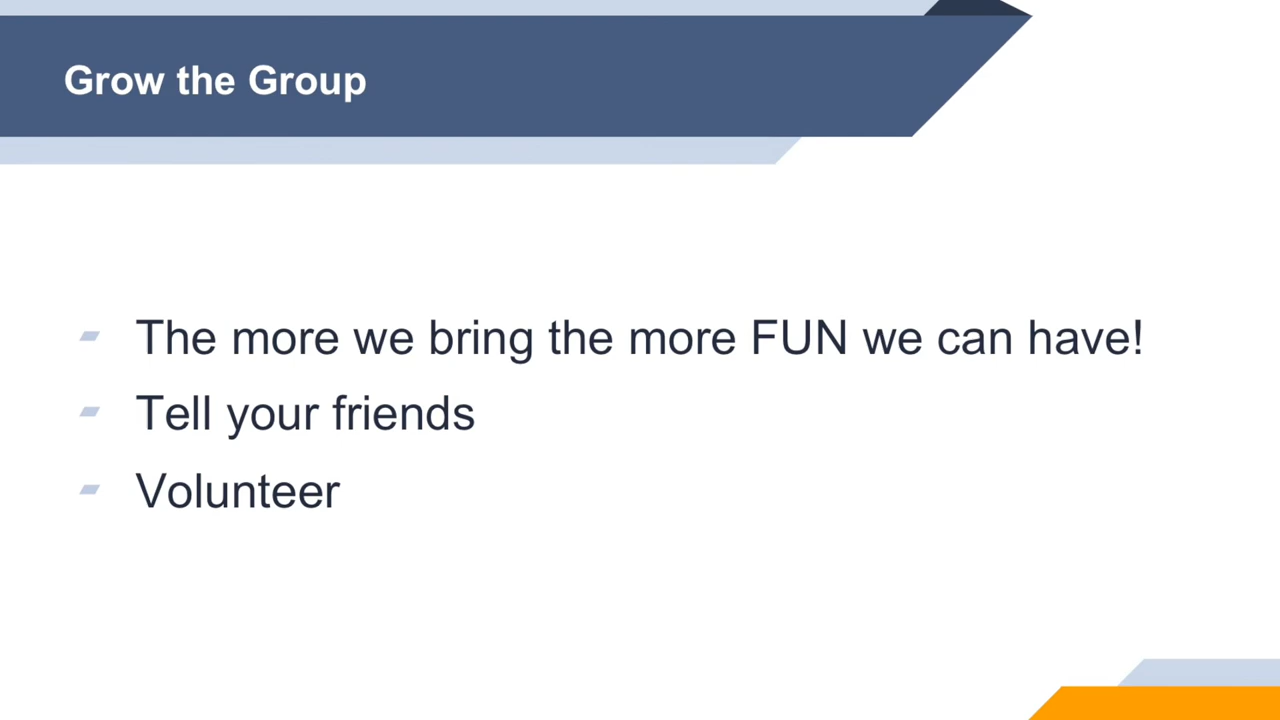 Grow the Group
The more we bring the more FUN we can have!
Tell your friends
Volunteer